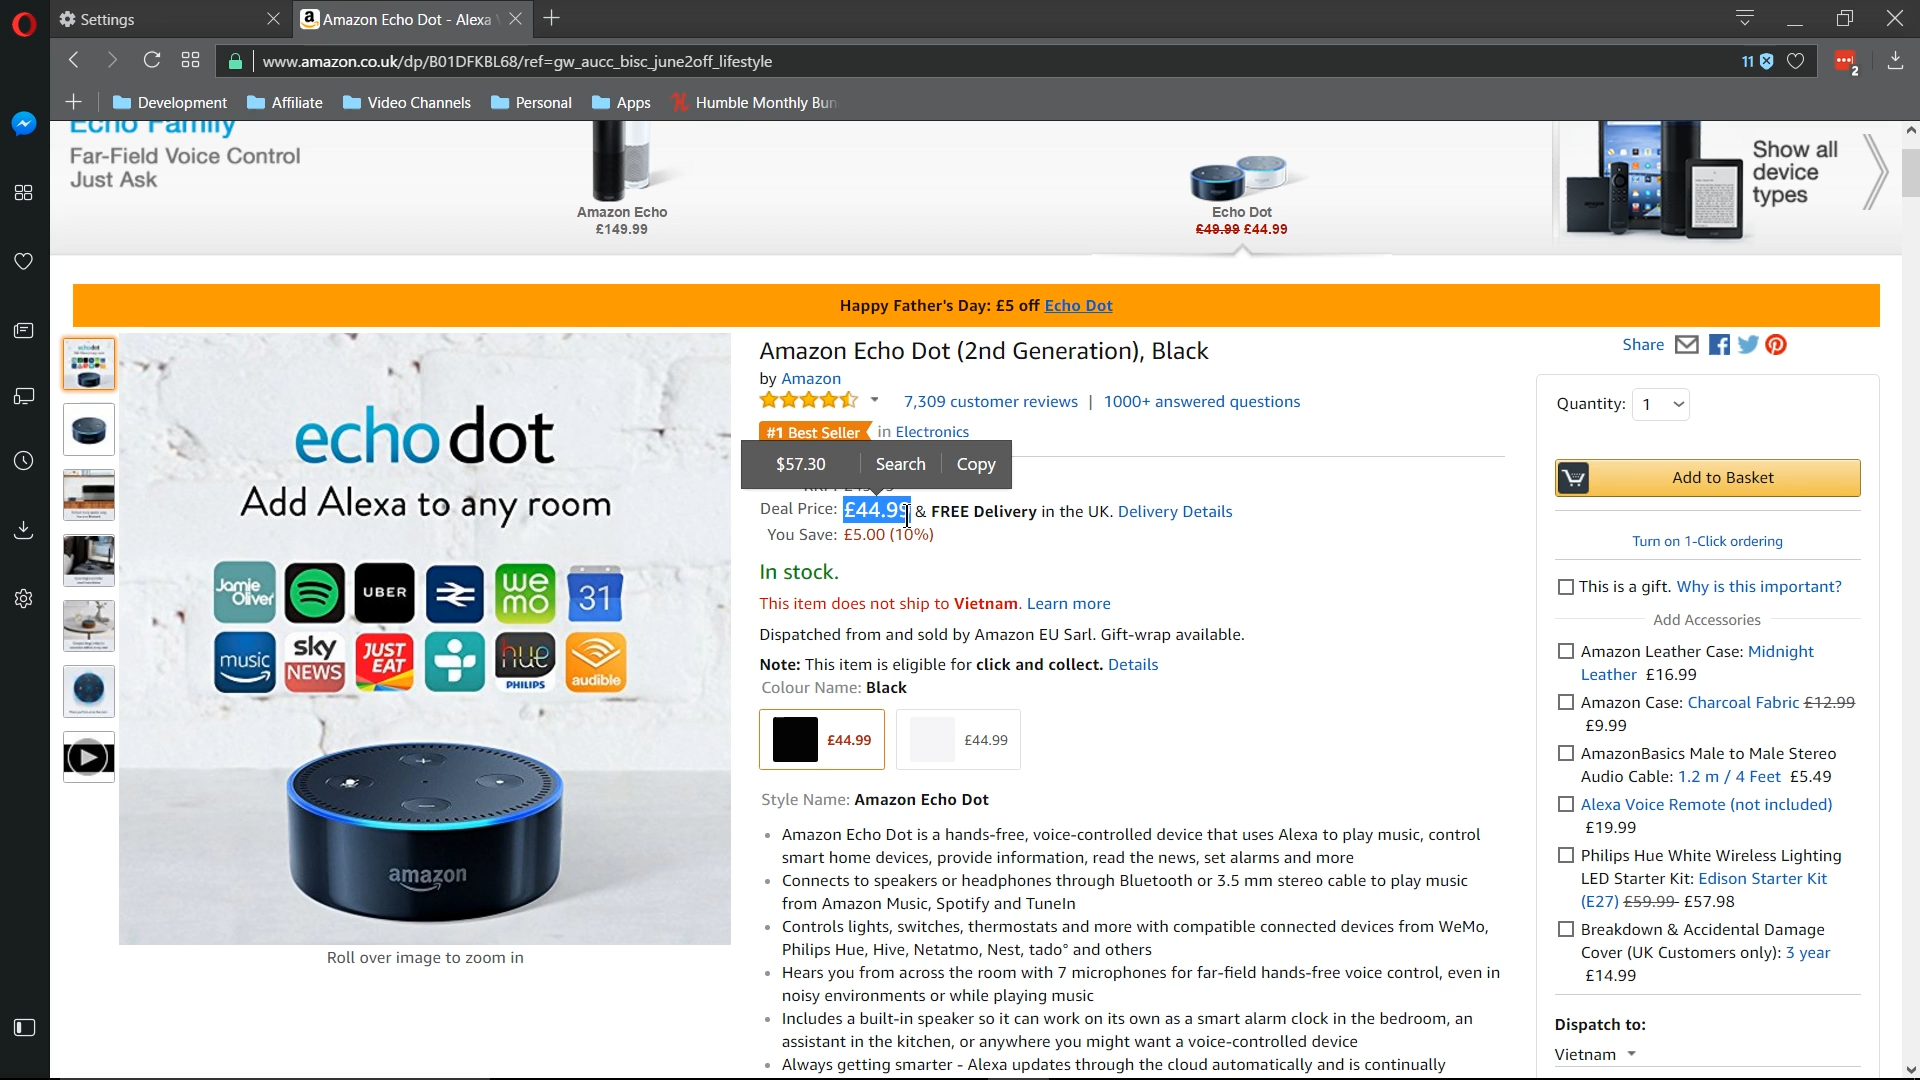 Settings
Amazon Echo Dot - Alexa
www.amazon.co.uk/dp/B01DFKBL68/ref=gw_aucc_bisc_june2off_lifestyle
11
2
Development
Affiliate
Video Channels
Personal
Apps
Humble Monthly Bun
Echo Family
Far-Field Voice Control
Just Ask
Amazon Echo
£149.99
Echo Dot
£49.99 £44.99
Show all
device
types
Happy Father's Day: £5 off Echo Dot
echo dot
Add Alexa to any room
Jamie
Oliver
UBER
we
mo
31
music
sky
NEWS
JUST
EAT
hue
PHILIPS
audible
amazon
Roll over image to zoom in
Amazon Echo Dot (2nd Generation), Black
by Amazon
7,309 customer reviews | 1000+ answered questions
#1 Best Seller in Electronics
$57.30 Search Copy
Deal Price: £44.99 & FREE Delivery in the UK. Delivery Details
You Save: £5.00 (10%)
In stock.
This item does not ship to Vietnam. Learn more
Dispatched from and sold by Amazon EU Sarl. Gift-wrap available.
Note: This item is eligible for click and collect. Details
Colour Name: Black
£44.99
£44.99
Style Name: Amazon Echo Dot
• Amazon Echo Dot is a hands-free, voice-controlled device that uses Alexa to play music, control
smart home devices, provide information, read the news, set alarms and more
• Connects to speakers or headphones through Bluetooth or 3.5 mm stereo cable to play music
from Amazon Music, Spotify and TuneIn
• Controls lights, switches, thermostats and more with compatible connected devices from WeMo,
Philips Hue, Hive, Netatmo, Nest, tado° and others
• Hears you from across the room with 7 microphones for far-field hands-free voice control, even in
noisy environments or while playing music
• Includes a built-in speaker so it can work on its own as a smart alarm clock in the bedroom, an
assistant in the kitchen, or anywhere you might want a voice-controlled device
• Always getting smarter - Alexa updates through the cloud automatically and is continually
Share
Quantity: 1
Add to Basket
Turn on 1-Click ordering
This is a gift. Why is this important?
Add Accessories
Amazon Leather Case: Midnight
Leather £16.99
Amazon Case: Charcoal Fabric £12.99
£9.99
AmazonBasics Male to Male Stereo
Audio Cable: 1.2 m / 4 Feet £5.49
Alexa Voice Remote (not included)
£19.99
Philips Hue White Wireless Lighting
LED Starter Kit: Edison Starter Kit
(E27) £59.99 £57.98
Breakdown & Accidental Damage
Cover (UK Customers only): 3 year
£14.99
Dispatch to:
Vietnam